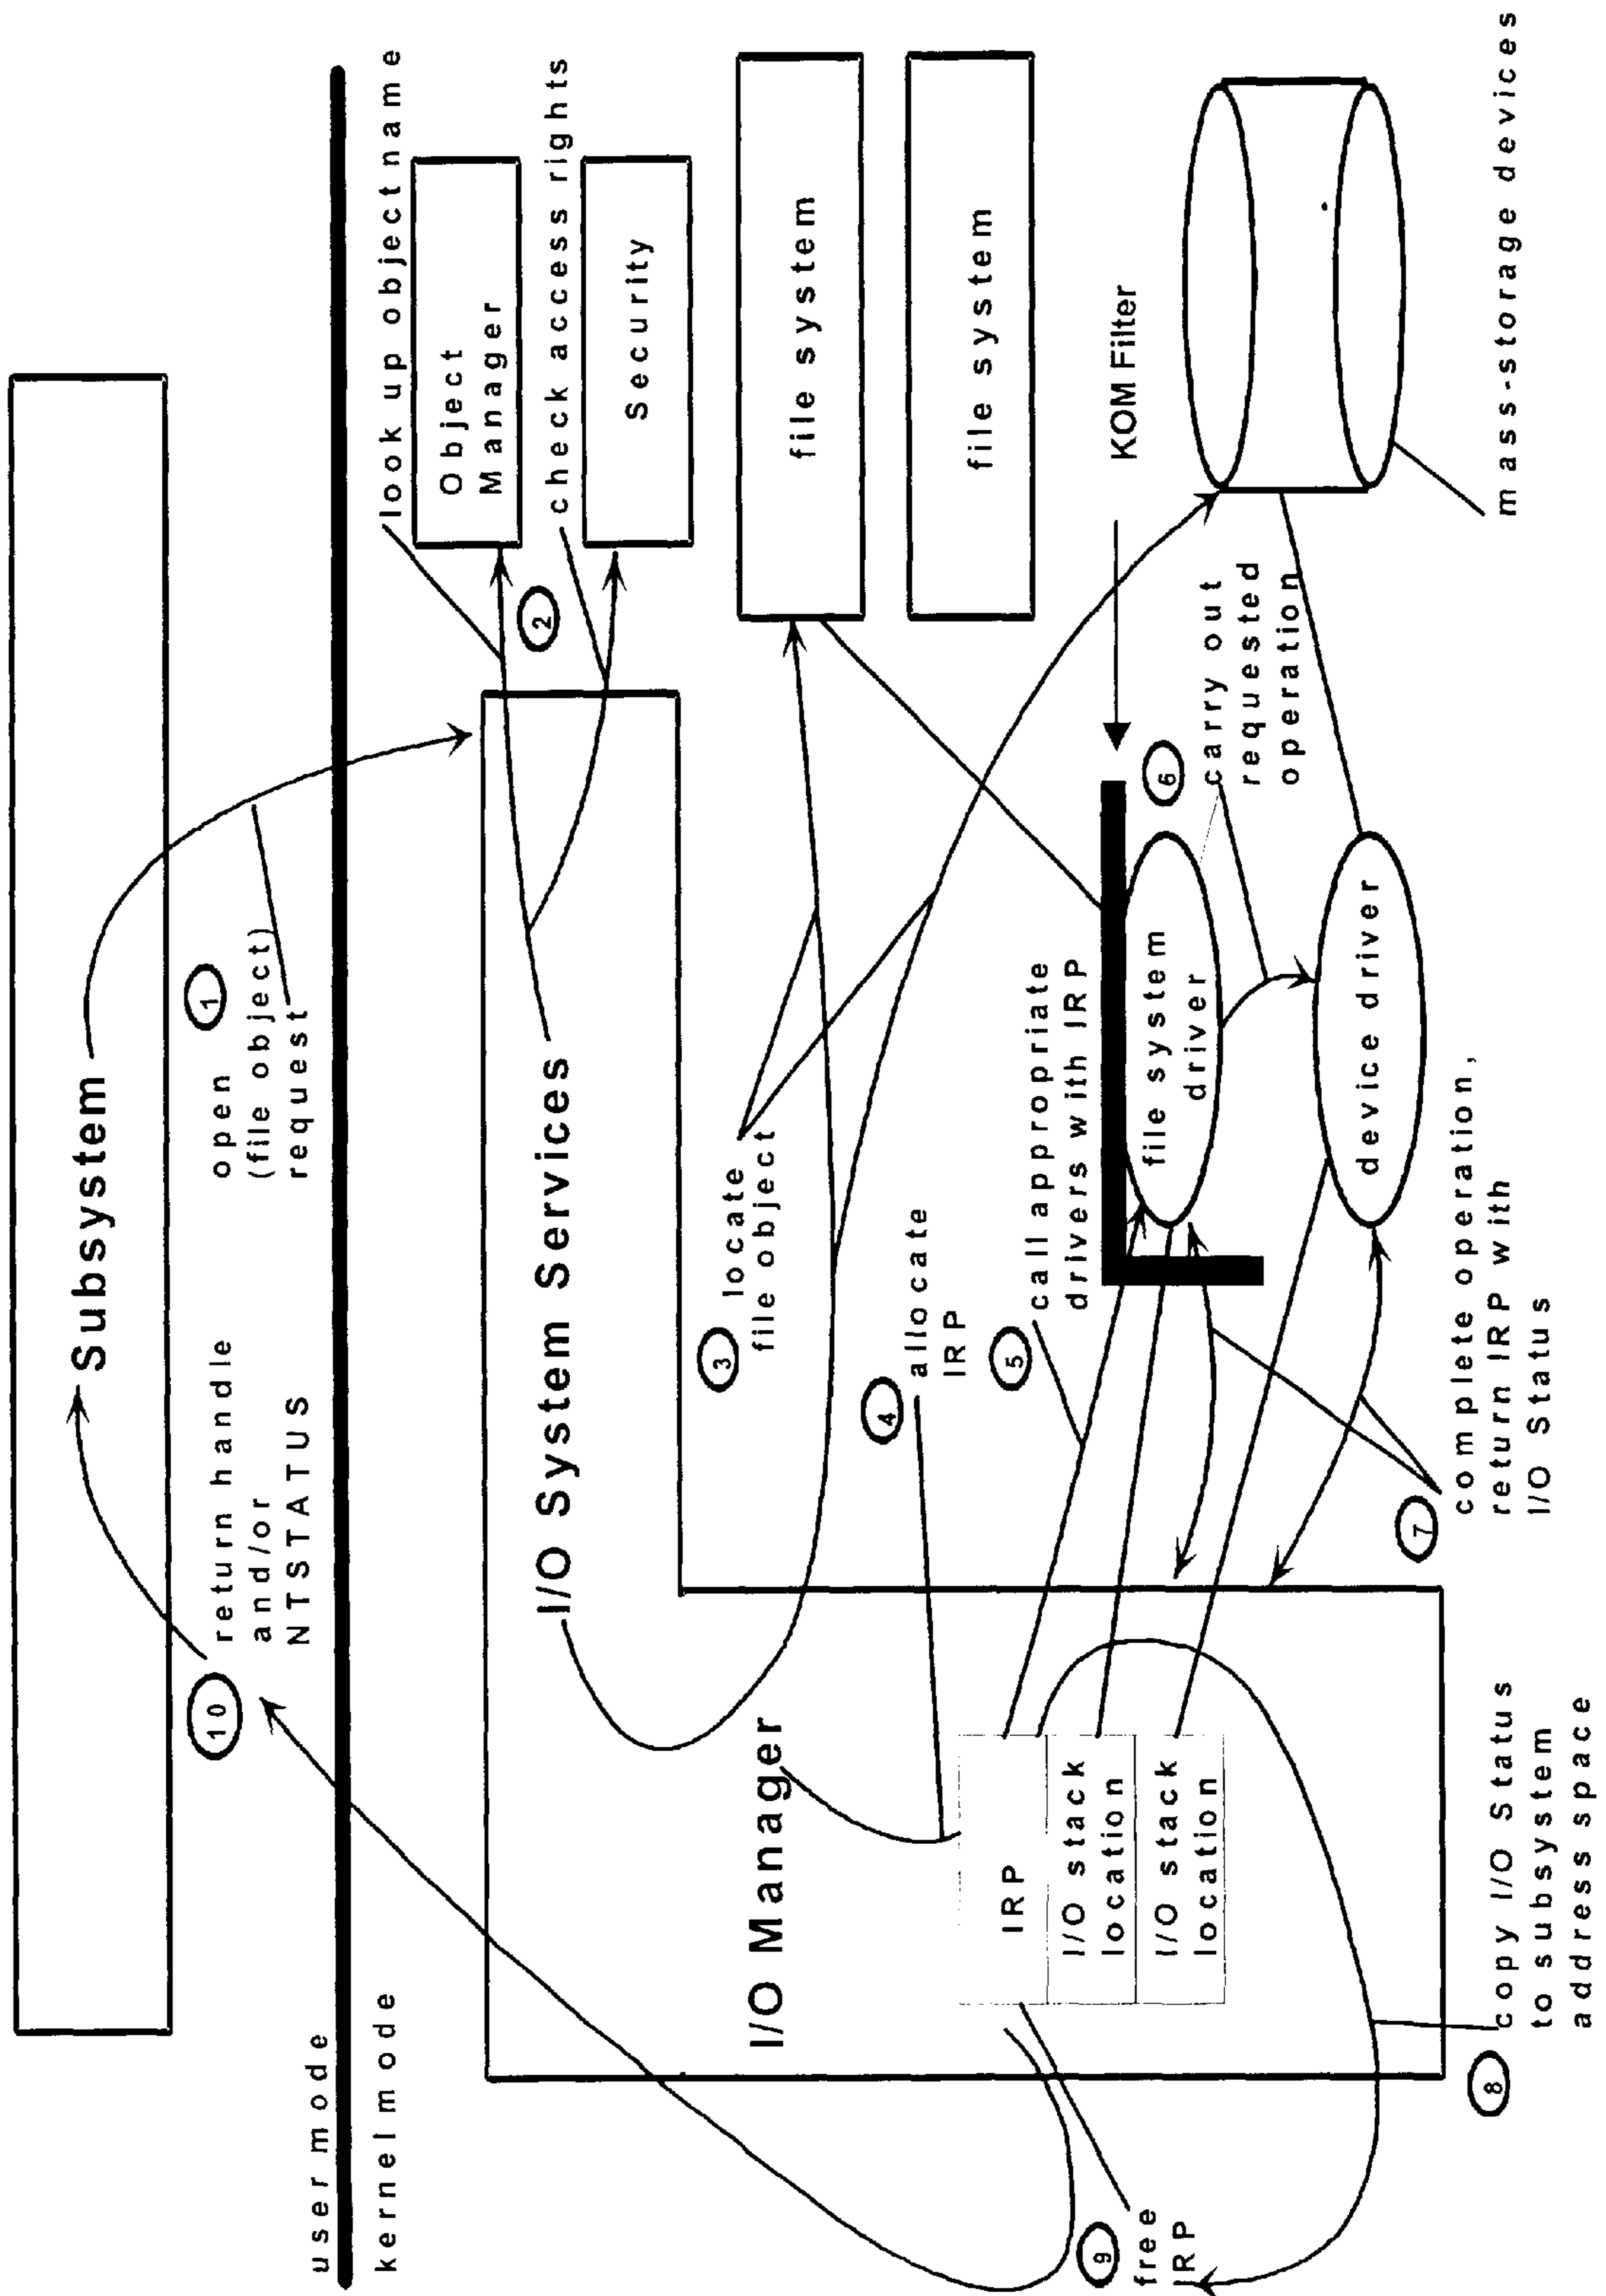 Subsystem
1
open
(file object)
request
10
return handle
and/or
NTSTATUS
user mode
kernel mode
look up object name
Object
Manager
2
check access rights
Security
I/O System Services
3
locate
file object
file system
file system
I/O Manager
4
allocate
IRP
5
call appropriate
drivers with IRP
KOM Filter
IRP
I/O stack
location
I/O stack
location
file system
driver
6
carry out
requested
operation
device driver
mass-storage devices
7
complete operation,
return IRP with
I/O Status
8
copy I/O Status
to subsystem
address space
9
free
IRP